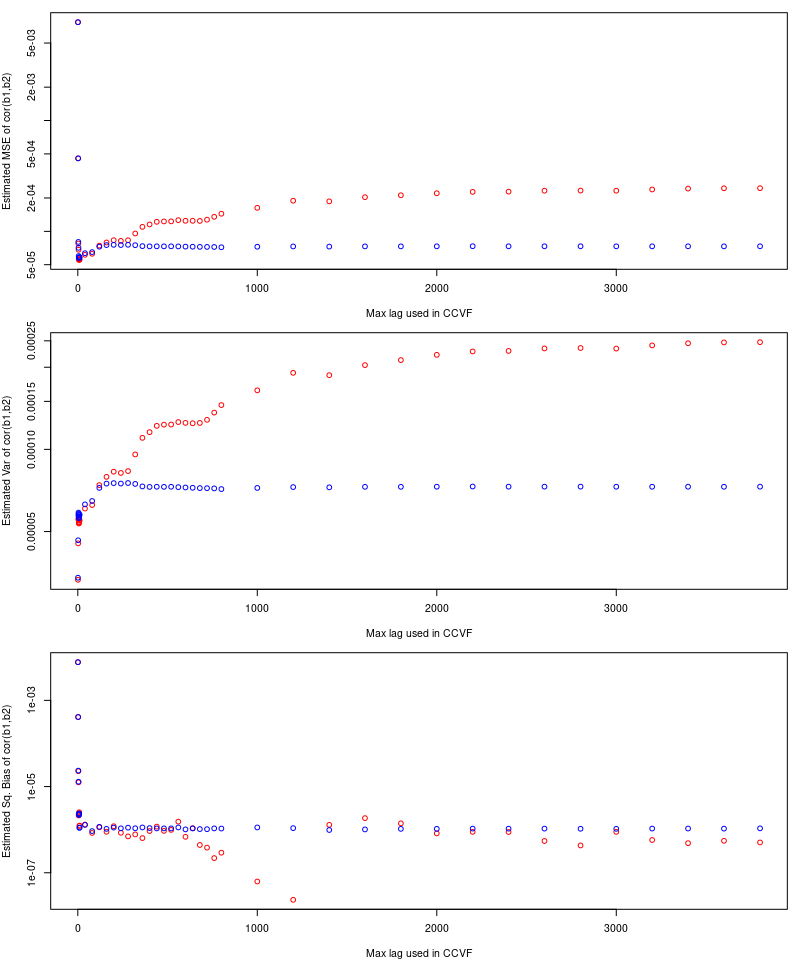 Estimated MSE of cor(b1,b2)
5e-03
2e-03
5e-04
2e-04
5e-05
0
1000
2000
3000
Max lag used in CCVF
Estimated Var of cor(b1,b2)
0.00025
0.00015
0.00010
0.00005
0
1000
2000
3000
Max lag used in CCVF
Estimated Sq. Bias of cor(b1,b2)
1e-03
1e-05
1e-07
0
1000
2000
3000
Max lag used in CCVF